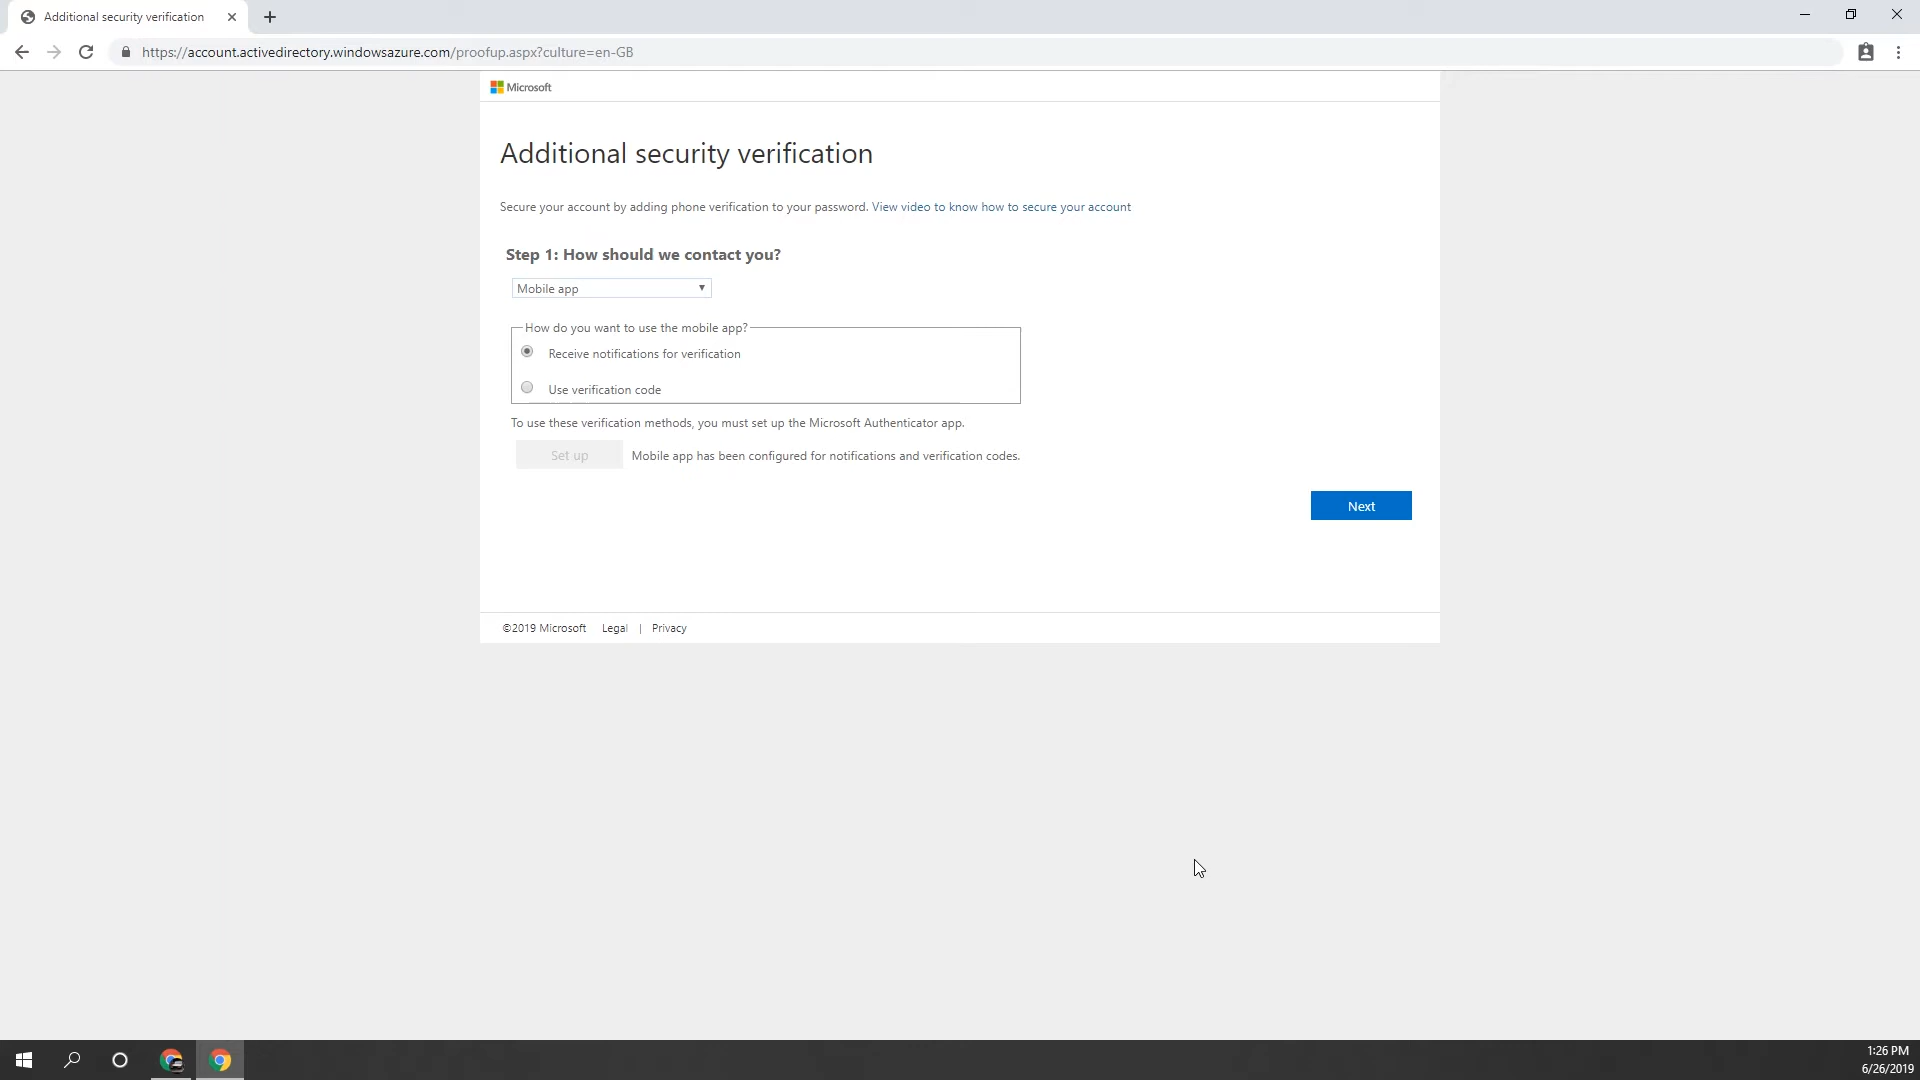 Additional security verification
https://account.activedirectory.windowsazure.com/proofup.aspx?culture=en-GB
Microsoft
Additional security verification
Secure your account by adding phone verification to your password. View video to know how to secure your account
Step 1: How should we contact you?
Mobile app
How do you want to use the mobile app?
Receive notifications for verification
Use verification code
To use these verification methods, you must set up the Microsoft Authenticator app.
Set up Mobile app has been configured for notifications and verification codes.
Next
©2019 Microsoft Legal | Privacy
1:26 PM
6/26/2019